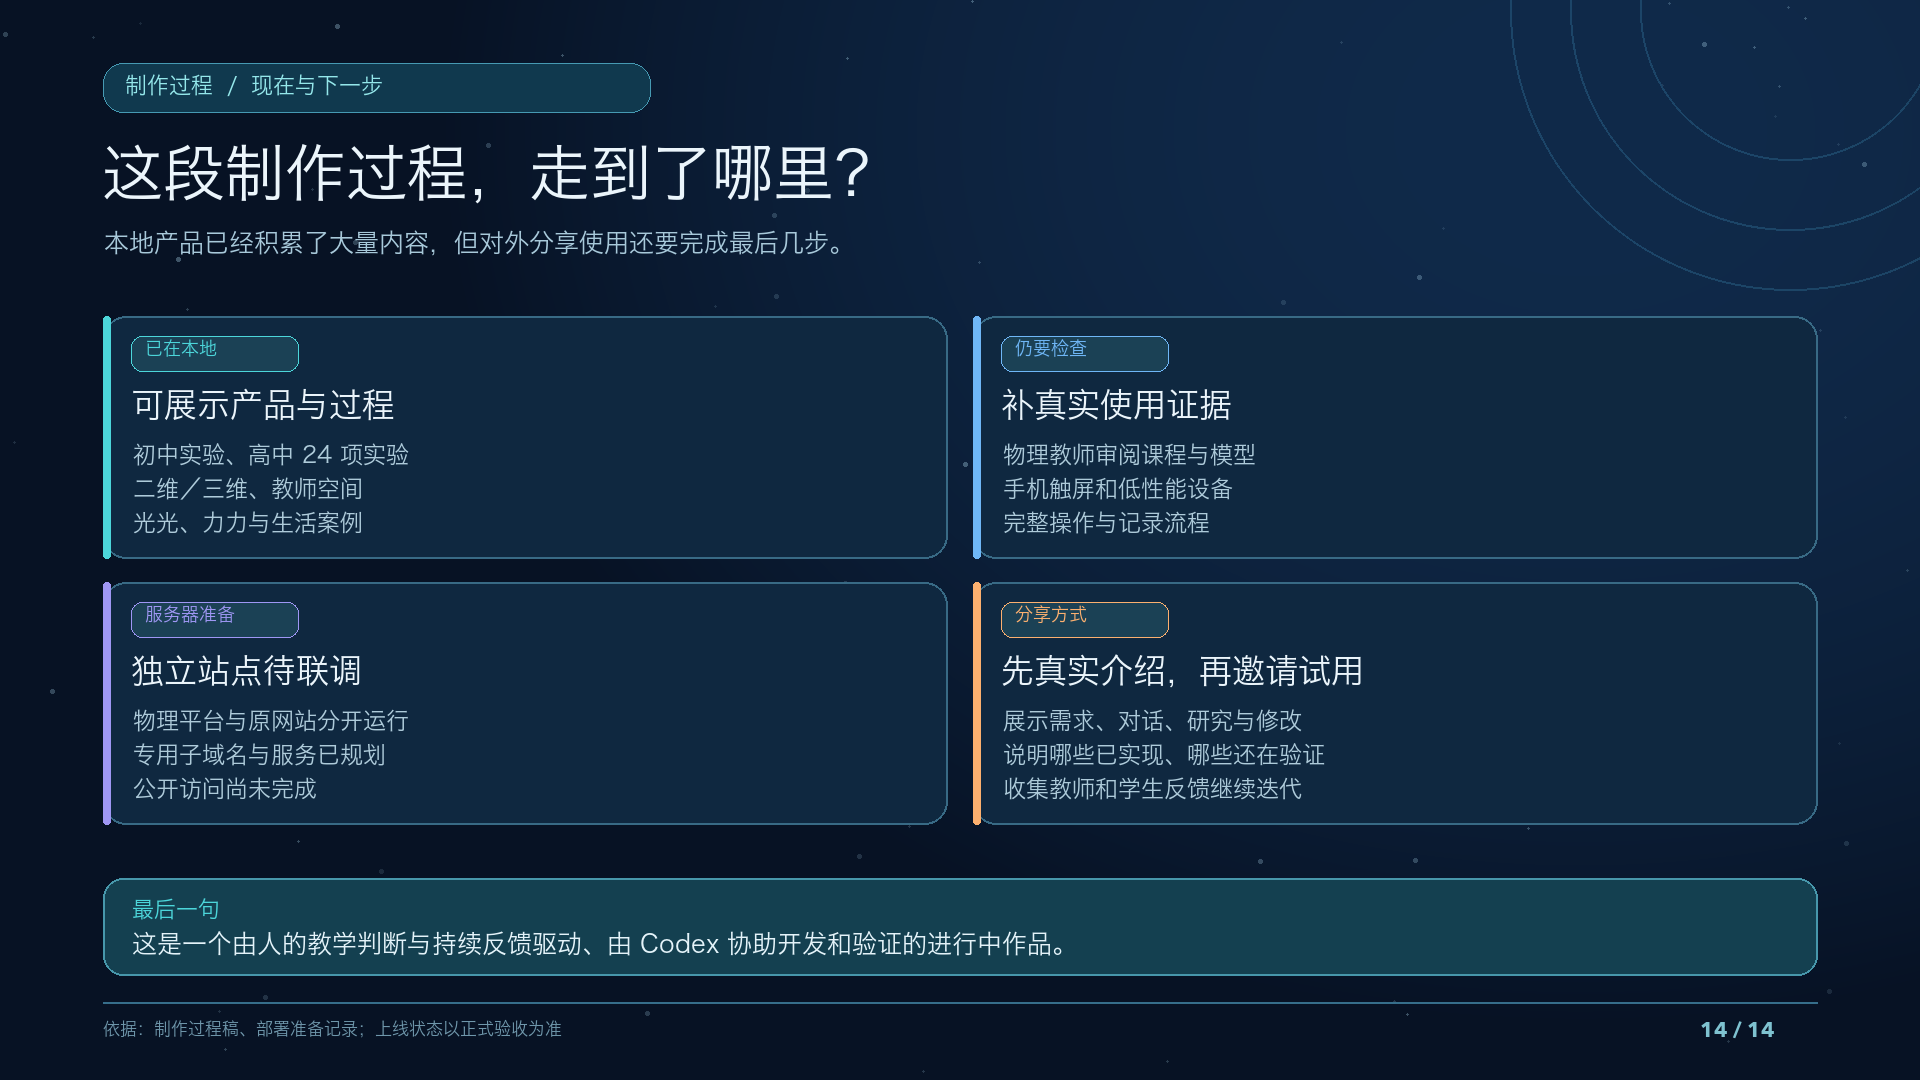 制作过程 / 现在与下一步
这段制作过程，走到了哪里？
本地产品已经积累了大量内容，但对外分享使用还要完成最后几步。
已在本地
可展示产品与过程
初中实验、高中 24 项实验
二维／三维、教师空间
光光、力力与生活案例
仍要检查
补真实使用证据
物理教师审阅课程与模型
手机触屏和低性能设备
完整操作与记录流程
服务器准备
独立站点待联调
物理平台与原网站分开运行
专用子域名与服务已规划
公开访问尚未完成
分享方式
先真实介绍，再邀请试用
展示需求、对话、研究与修改
说明哪些已实现、哪些还在验证
收集教师和学生反馈继续迭代
最后一句
这是一个由人的教学判断与持续反馈驱动、由 Codex 协助开发和验证的进行中作品。
依据：制作过程稿、部署准备记录；上线状态以正式验收为准
14 / 14